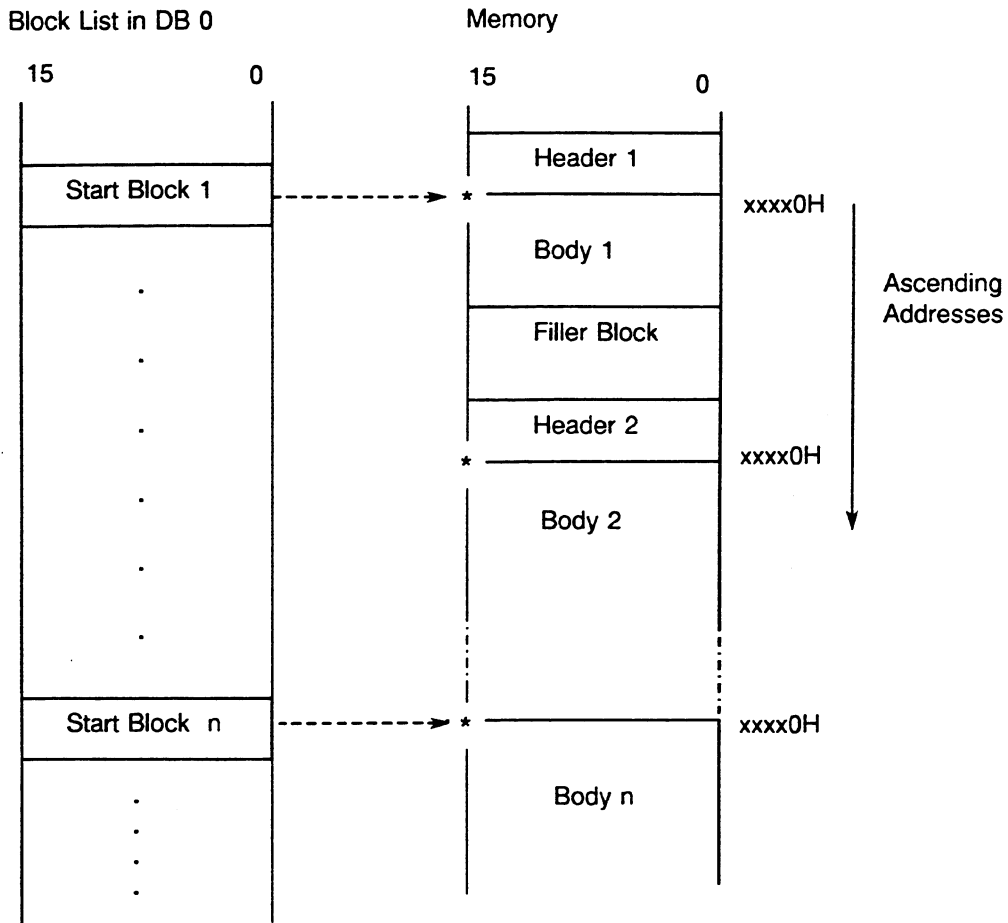 Block List in DB 0
Memory
15 0
15 0
Header 1
Start Block 1
* xxxx0H
Body 1
Ascending
Addresses
Filler Block
Header 2
* xxxx0H
Body 2
Start Block n
* xxxx0H
Body n